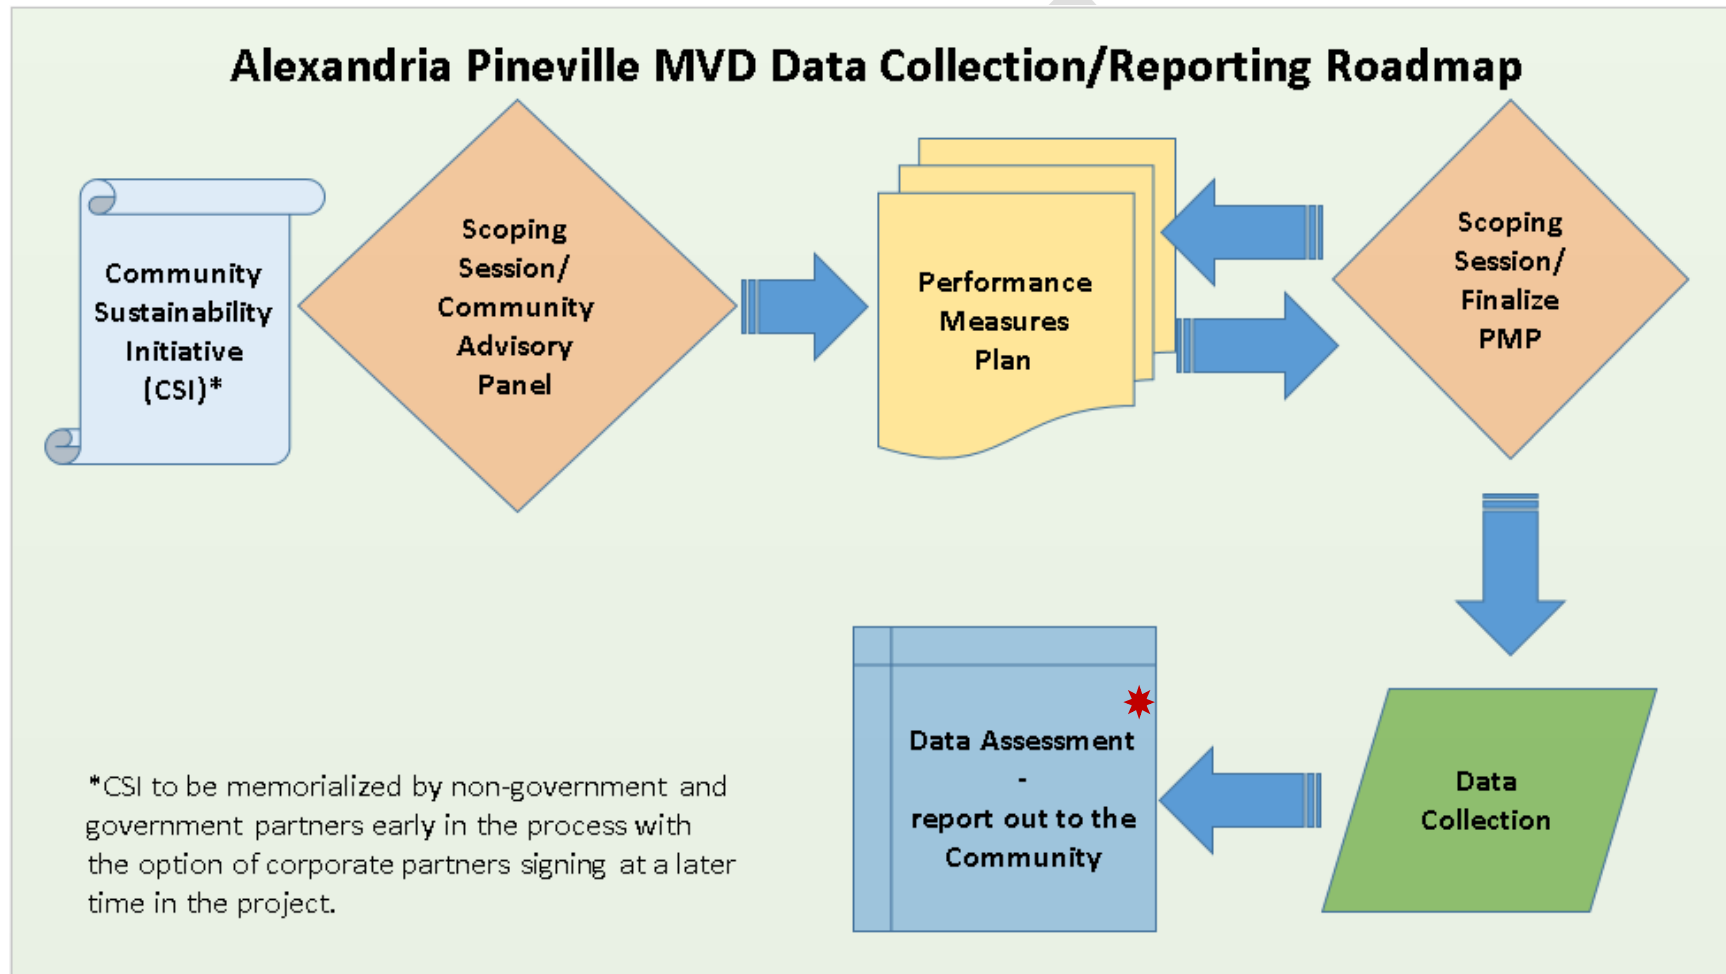 Alexandria Pineville MVD Data Collection/Reporting Roadmap
Community
Sustainability
Initiative
(CSI)*
Scoping
Session/
Community
Advisory
Panel
Performance
Measures
Plan
Scoping
Session/
Finalize
PMP
Data
Collection
Data Assessment
-
report out to the
Community
*CSI to be memorialized by non-government and
government partners early in the process with
the option of corporate partners signing at a later
time in the project.